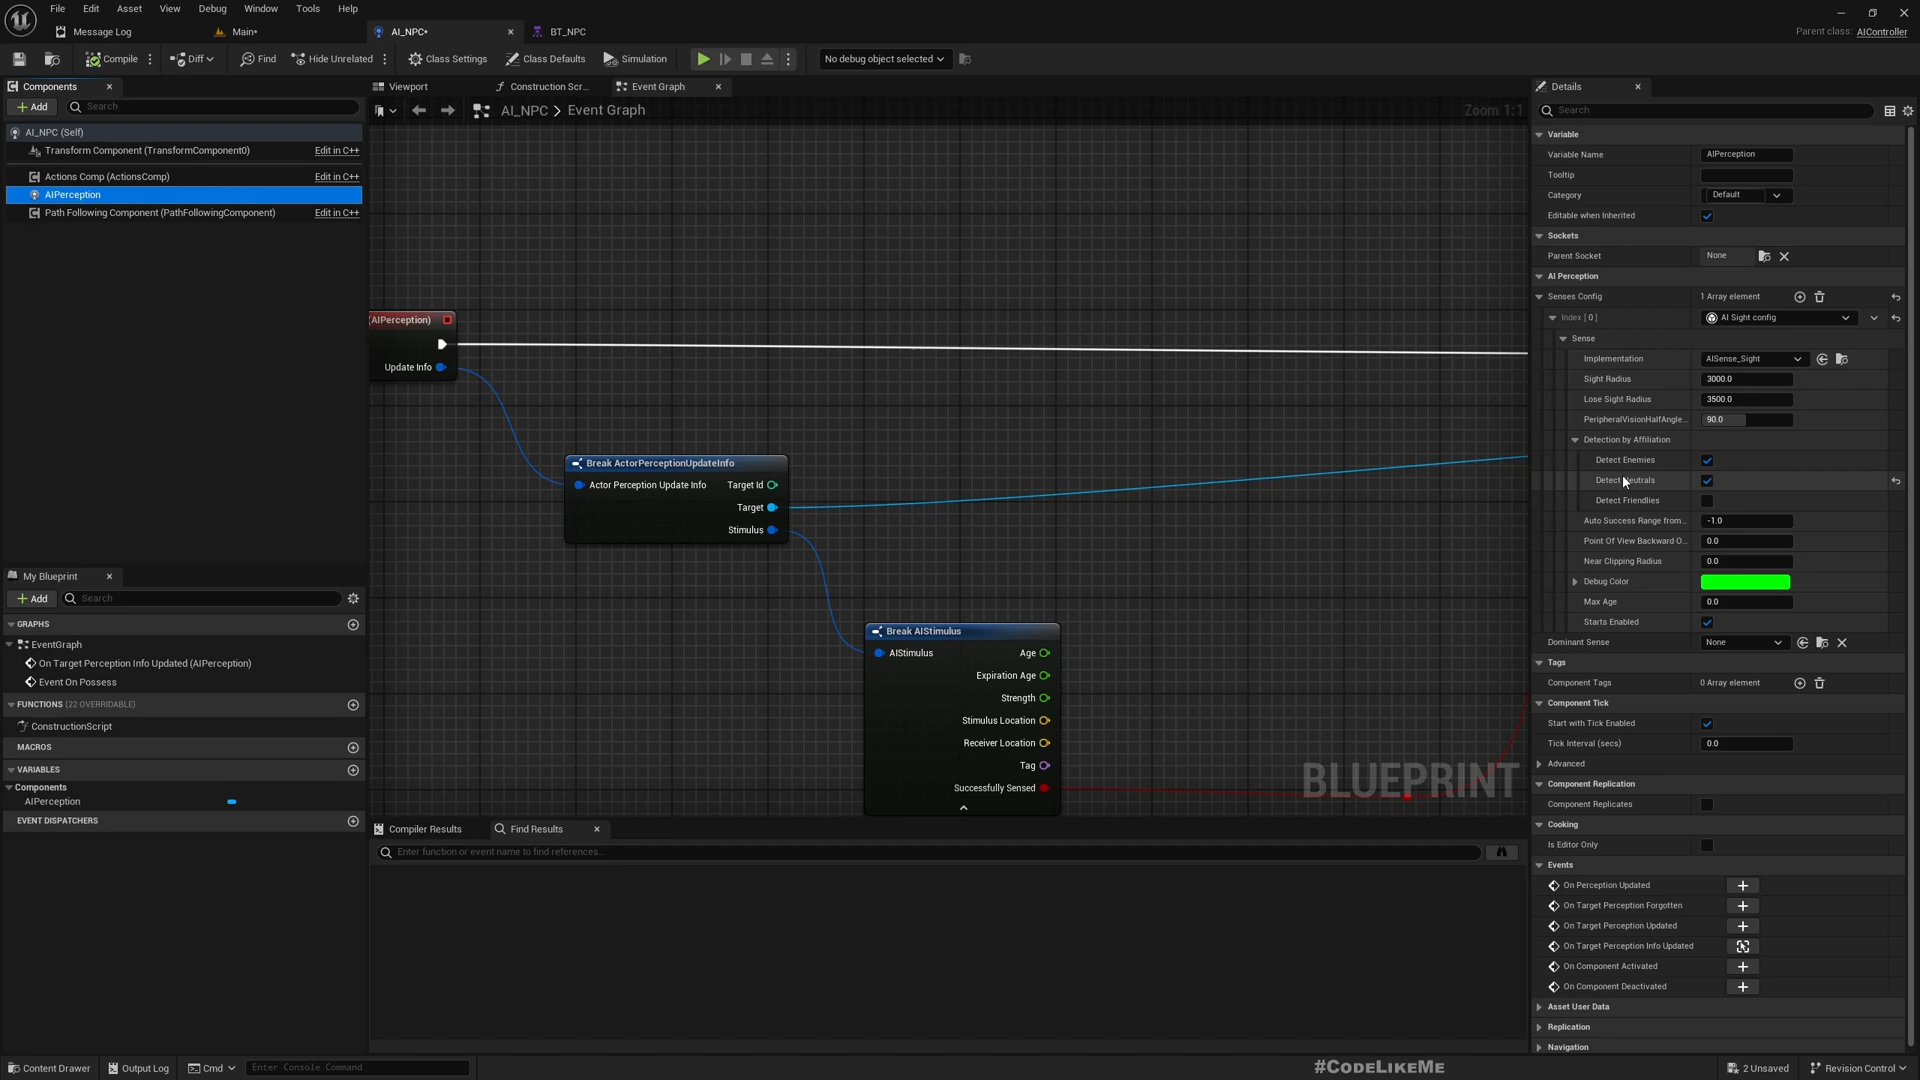 File Edit Asset View Debug Window Tools Help
Message Log Main* AI_NPC* BT_NPC Parent class: AIController
Compile Diff Find Hide Unrelated Class Settings Class Defaults Simulation No debug object selected
Components
Add Search
AI_NPC (Self)
Transform Component (TransformComponent0) Edit in C++
Actions Comp (ActionsComp) Edit in C++
AIPerception
Path Following Component (PathFollowingComponent) Edit in C++
My Blueprint
Add Search
GRAPHS
EventGraph
On Target Perception Info Updated (AIPerception)
Event On Possess
FUNCTIONS (22 OVERRIDABLE)
ConstructionScript
MACROS
VARIABLES
Components
AIPerception
EVENT DISPATCHERS
Viewport Construction Scr... Event Graph
AI_NPC > Event Graph Zoom 1:1
(AIPerception)
Update Info
Break ActorPerceptionUpdateInfo
Actor Perception Update Info Target Id
Target
Stimulus
Break AIStimulus
AIStimulus Age
Expiration Age
Strength
Stimulus Location
Receiver Location
Tag
Successfully Sensed
BLUEPRINT
Compiler Results Find Results
Enter function or event name to find references...
Details
Search
Variable
Variable Name AIPerception
Tooltip
Category Default
Editable when Inherited
Sockets
Parent Socket None
AI Perception
Senses Config 1 Array element
Index [ 0 ] AI Sight config
Sense
Implementation AISense_Sight
Sight Radius 3000.0
Lose Sight Radius 3500.0
PeripheralVisionHalfAngle... 90.0
Detection by Affiliation
Detect Enemies
Detect Neutrals
Detect Friendlies
Auto Success Range from... -1.0
Point Of View Backward O... 0.0
Near Clipping Radius 0.0
Debug Color
Max Age 0.0
Starts Enabled
Dominant Sense None
Tags
Component Tags 0 Array element
Component Tick
Start with Tick Enabled
Tick Interval (secs) 0.0
Advanced
Component Replication
Component Replicates
Cooking
Is Editor Only
Events
On Perception Updated
On Target Perception Forgotten
On Target Perception Updated
On Target Perception Info Updated
On Component Activated
On Component Deactivated
Asset User Data
Replication
Navigation
Content Drawer Output Log Cmd Enter Console Command #CODELIKEME 2 Unsaved Revision Control